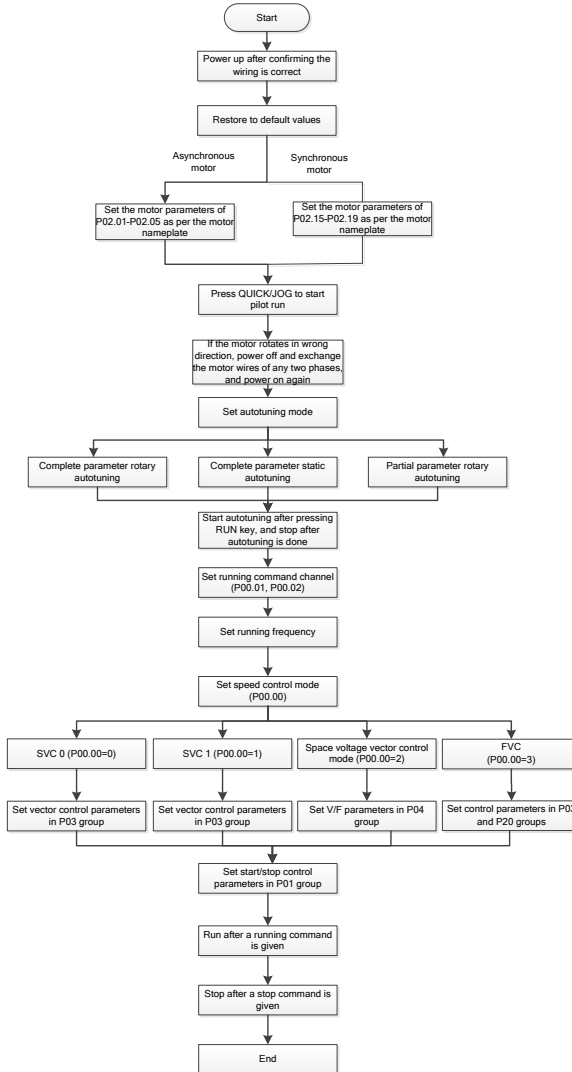 Start
Power up after confirming the
wiring is correct
Restore to default values
Asynchronous
motor
Synchronous
motor
Set the motor parameters of
P02.01-P02.05 as per the motor
nameplate
Set the motor parameters of
P02.15-P02.19 as per the motor
nameplate
Press QUICK/JOG to start
pilot run
If the motor rotates in wrong
direction, power off and exchange
the motor wires of any two phases,
and power on again
Set autotuning mode
Complete parameter rotary
autotuning
Complete parameter static
autotuning
Partial parameter rotary
autotuning
Start autotuning after pressing
RUN key, and stop after
autotuning is done
Set running command channel
(P00.01, P00.02)
Set running frequency
Set speed control mode
(P00.00)
SVC 0 (P00.00=0)
SVC 1 (P00.00=1)
Space voltage vector control
mode (P00.00=2)
FVC
(P00.00=3)
Set vector control parameters
in P03 group
Set vector control parameters
in P03 group
Set V/F parameters in P04
group
Set control parameters in P03
and P20 groups
Set start/stop control
parameters in P01 group
Run after a running command
is given
Stop after a stop command is
given
End